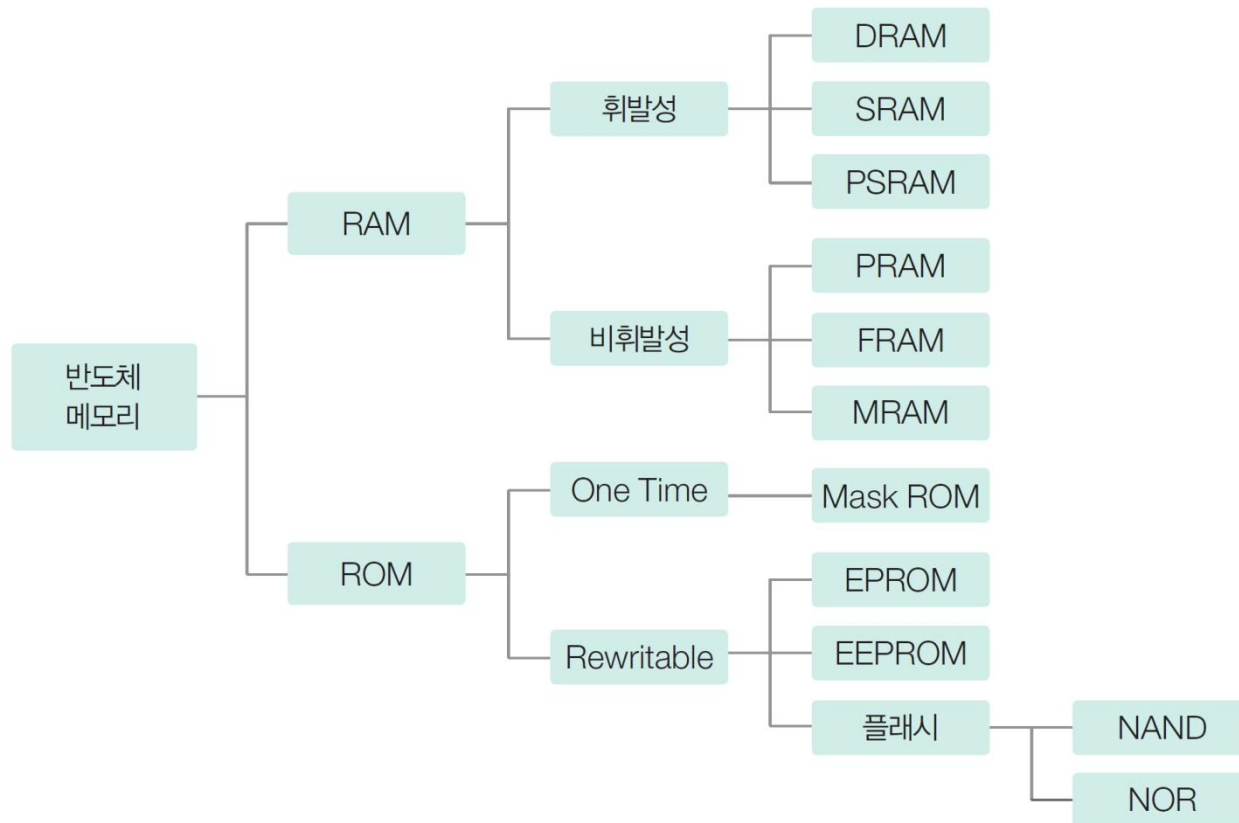 반도체
메모리
RAM
휘발성
DRAM
SRAM
PSRAM
비휘발성
PRAM
FRAM
MRAM
ROM
One Time
Mask ROM
Rewritable
EPROM
EEPROM
플래시
NAND
NOR